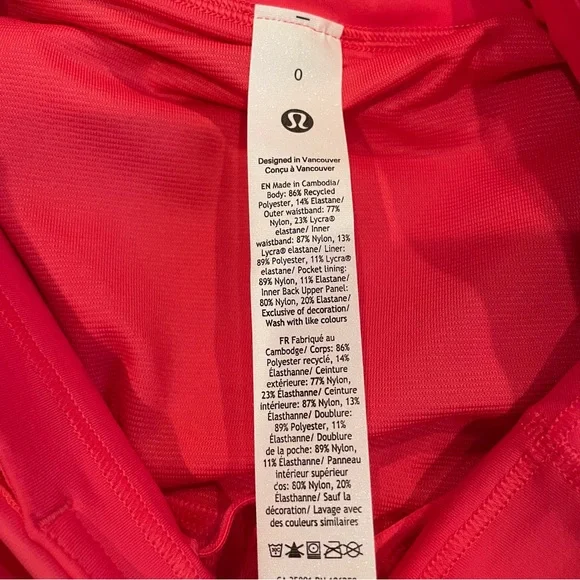 0
Designed in Vancouver
Conçu à Vancouver
EN Made in Cambodia/
Body: 86% Recycled
Polyester, 14% Elastane/
Outer waistband: 77%
Nylon, 23% Lycra®
elastane/ Inner
waistband: 87% Nylon, 13%
Lycra® elastane/ Liner:
89% Polyester, 11% Lycra®
elastane/ Pocket lining:
89% Nylon, 11% Elastane/
Inner Back Upper Panel:
80% Nylon, 20% Elastane/
Exclusive of decoration/
Wash with like colours
FR Fabriqué au
Cambodge/ Corps: 86%
Polyester recyclé, 14%
Élasthanne/ Ceinture
extérieure: 77% Nylon,
23% Élasthanne/ Ceinture
intérieure: 87% Nylon, 13%
Élasthanne/ Doublure:
89% Polyester, 11%
Élasthanne/ Doublure
de la poche: 89% Nylon,
11% Élasthanne/ Panneau
intérieur supérieur
dos: 80% Nylon, 20%
Élasthanne/ Sauf la
décoration/ Lavage avec
des couleurs similaires